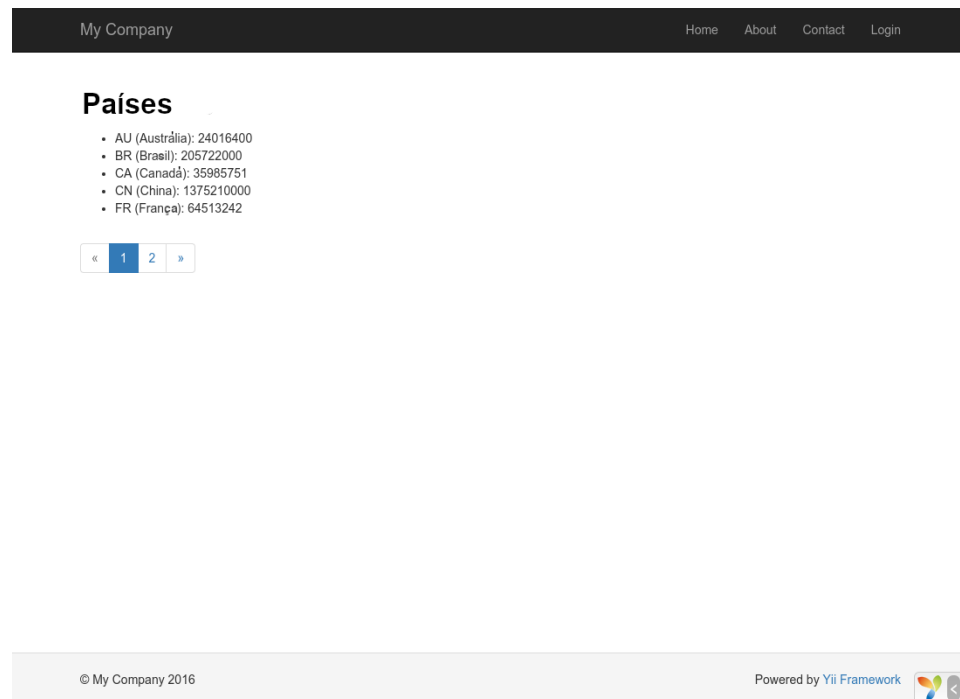 My Company Home About Contact Login
Países
• AU (Austrália): 24016400
• BR (Brasil): 205722000
• CA (Canadá): 35985751
• CN (China): 1375210000
• FR (França): 64513242
« 1 2 »
© My Company 2016 Powered by Yii Framework